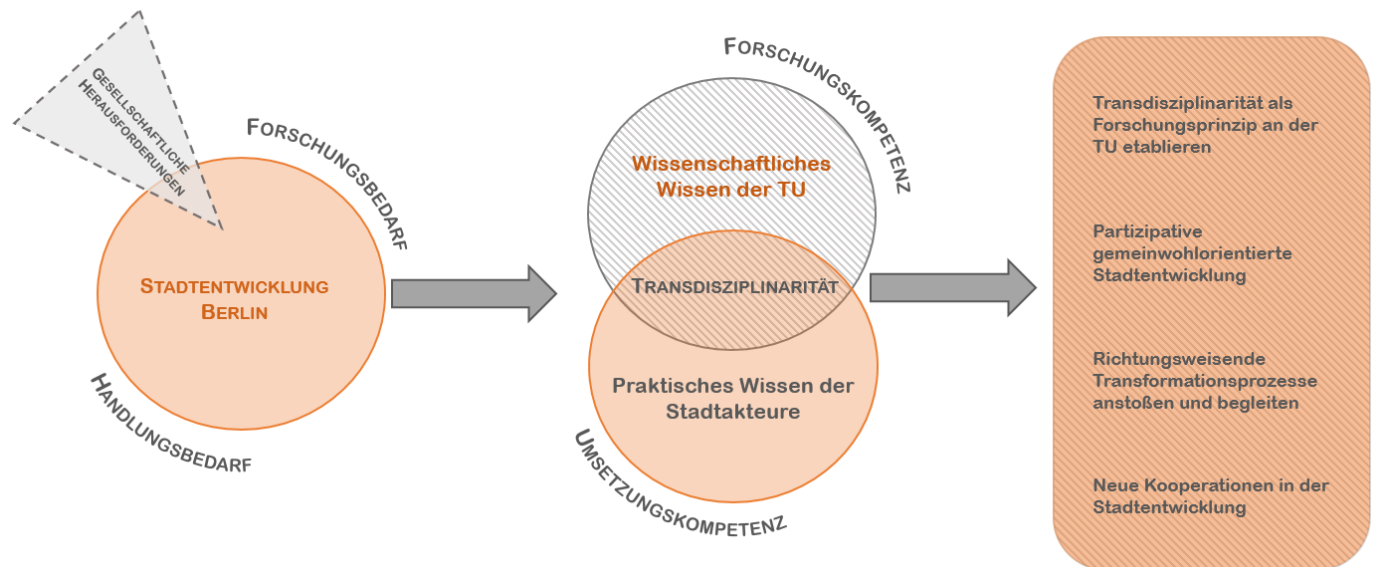 GESELLSCHAFTLICHE
HERAUSFORDERUNGEN
FORSCHUNGSBEDARF
STADTENTWICKLUNG
BERLIN
HANDLUNGSBEDARF
FORSCHUNGSKOMPETENZ
Wissenschaftliches
Wissen der TU
TRANSDISZIPLINARITÄT
Praktisches Wissen der
Stadtakteure
UMSETZUNGSKOMPETENZ
Transdisziplinarität als
Forschungsprinzip an der
TU etablieren
Partizipative
gemeinwohlorientierte
Stadtentwicklung
Richtungsweisende
Transformationsprozesse
anstoßen und begleiten
Neue Kooperationen in der
Stadtentwicklung